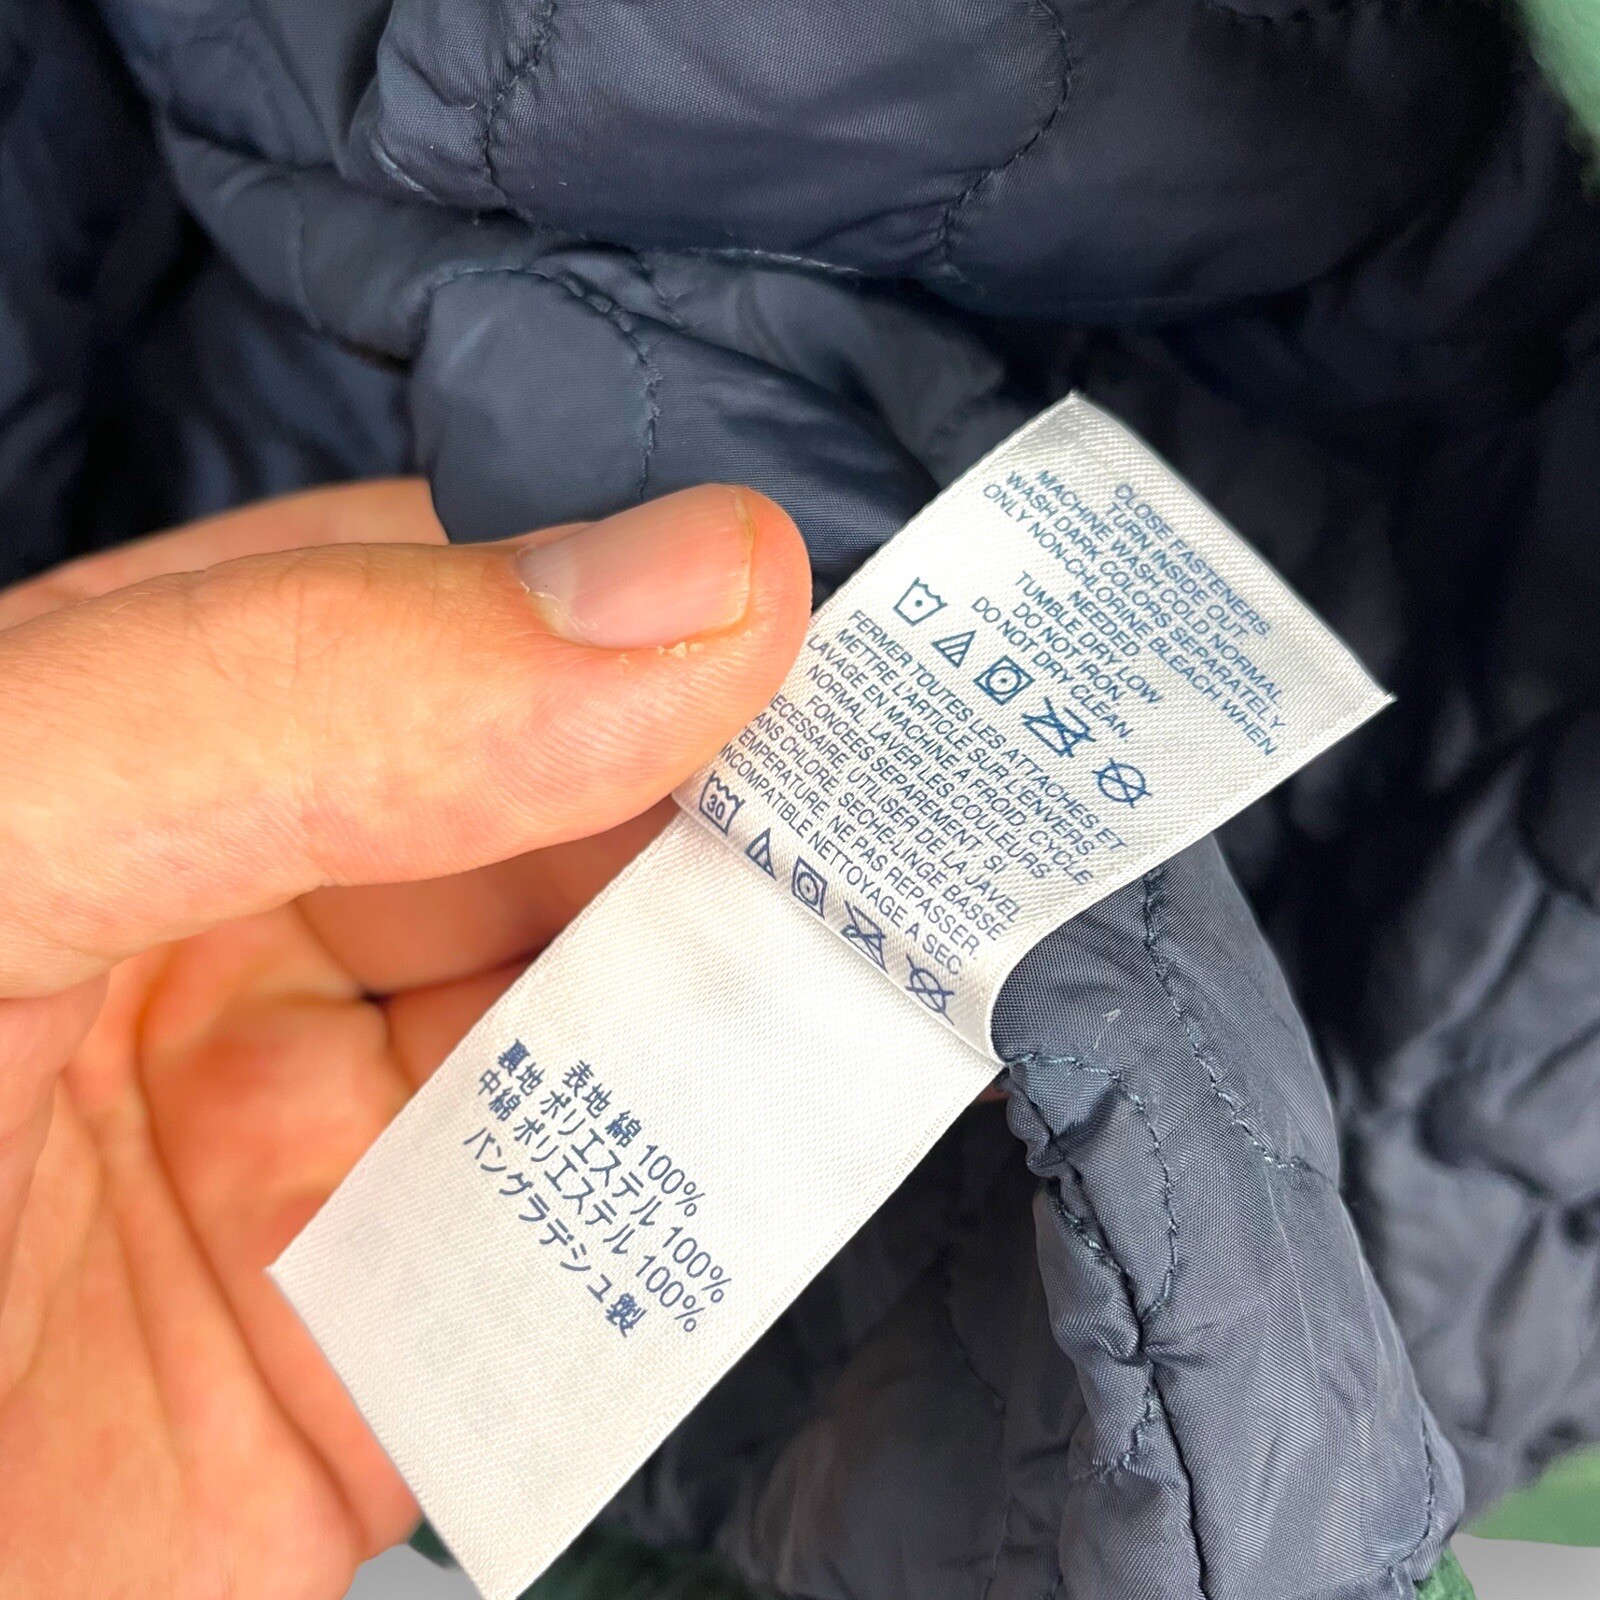 CLOSE FASTENERS.
TURN INSIDE OUT.
MACHINE WASH COLD NORMAL.
WASH DARK COLORS SEPARATELY.
ONLY NON-CHLORINE BLEACH WHEN
NEEDED.
TUMBLE DRY LOW
DO NOT IRON.
DO NOT DRY CLEAN.
FERMER TOUTES LES ATTACHES ET
METTRE L'ARTICLE SUR L'ENVERS.
LAVAGE EN MACHINE A FROID, CYCLE
NORMAL. LAVER LES COULEURS
FONCEES SEPAREMENT. SI
NECESSAIRE UTILISER DE LA JAVEL
SANS CHLORE. SECHE-LINGE BASSE
TEMPERATURE. NE PAS REPASSER.
INCOMPATIBLE NETTOYAGE A SEC.
30
表地 綿 100%
裏地 ポリエステル 100%
中綿 ポリエステル 100%
バングラデシュ製